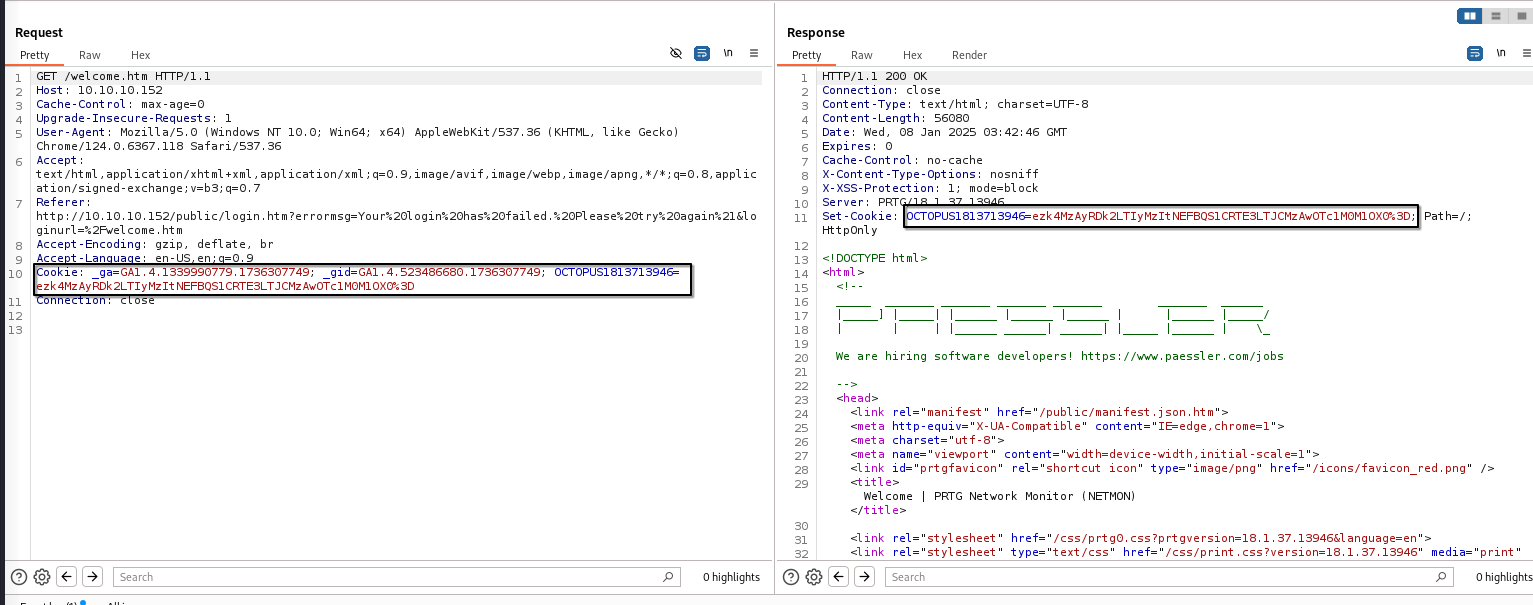 Request
Pretty Raw Hex \n
1 GET /welcome.htm HTTP/1.1
2 Host: 10.10.10.152
3 Cache-Control: max-age=0
4 Upgrade-Insecure-Requests: 1
5 User-Agent: Mozilla/5.0 (Windows NT 10.0; Win64; x64) AppleWebKit/537.36 (KHTML, like Gecko)
Chrome/124.0.6367.118 Safari/537.36
6 Accept:
text/html,application/xhtml+xml,application/xml;q=0.9,image/avif,image/webp,image/apng,*/*;q=0.8,applic
ation/signed-exchange;v=b3;q=0.7
7 Referer:
http://10.10.10.152/public/login.htm?errormsg=Your%20login%20has%20failed.%20Please%20try%20again%21&lo
ginurl=%2Fwelcome.htm
8 Accept-Encoding: gzip, deflate, br
9 Accept-Language: en-US,en;q=0.9
10 Cookie: _ga=GA1.4.1339990779.1736307749; _gid=GA1.4.523486680.1736307749; OCTOPUS1813713946=
ezk4MzAyRDk2LTIyMzItNEFBQS1CRTE3LTJCMzAwOTc1M0M1OX0%3D
11 Connection: close
12
13
Search 0 highlights
Response
Pretty Raw Hex Render \n
1 HTTP/1.1 200 OK
2 Connection: close
3 Content-Type: text/html; charset=UTF-8
4 Content-Length: 56080
5 Date: Wed, 08 Jan 2025 03:42:46 GMT
6 Expires: 0
7 Cache-Control: no-cache
8 X-Content-Type-Options: nosniff
9 X-XSS-Protection: 1; mode=block
10 Server: PRTG/18.1.37.13946
11 Set-Cookie: OCTOPUS1813713946=ezk4MzAyRDk2LTIyMzItNEFBQS1CRTE3LTJCMzAwOTc1M0M1OX0%3D; Path=/;
HttpOnly
12
13 <!DOCTYPE html>
14 <html>
15 <!--
16
17
18
19
20 We are hiring software developers! https://www.paessler.com/jobs
21
22 -->
23 <head>
24 <link rel="manifest" href="/public/manifest.json.htm">
25 <meta http-equiv="X-UA-Compatible" content="IE=edge,chrome=1">
26 <meta charset="utf-8">
27 <meta name="viewport" content="width=device-width,initial-scale=1">
28 <link id="prtgfavicon" rel="shortcut icon" type="image/png" href="/icons/favicon_red.png" />
29 <title>
Welcome | PRTG Network Monitor (NETMON)
</title>
30
31 <link rel="stylesheet" href="/css/prtg0.css?prtgversion=18.1.37.13946&language=en">
32 <link rel="stylesheet" type="text/css" href="/css/print.css?version=18.1.37.13946" media="print"
Search 0 highlights